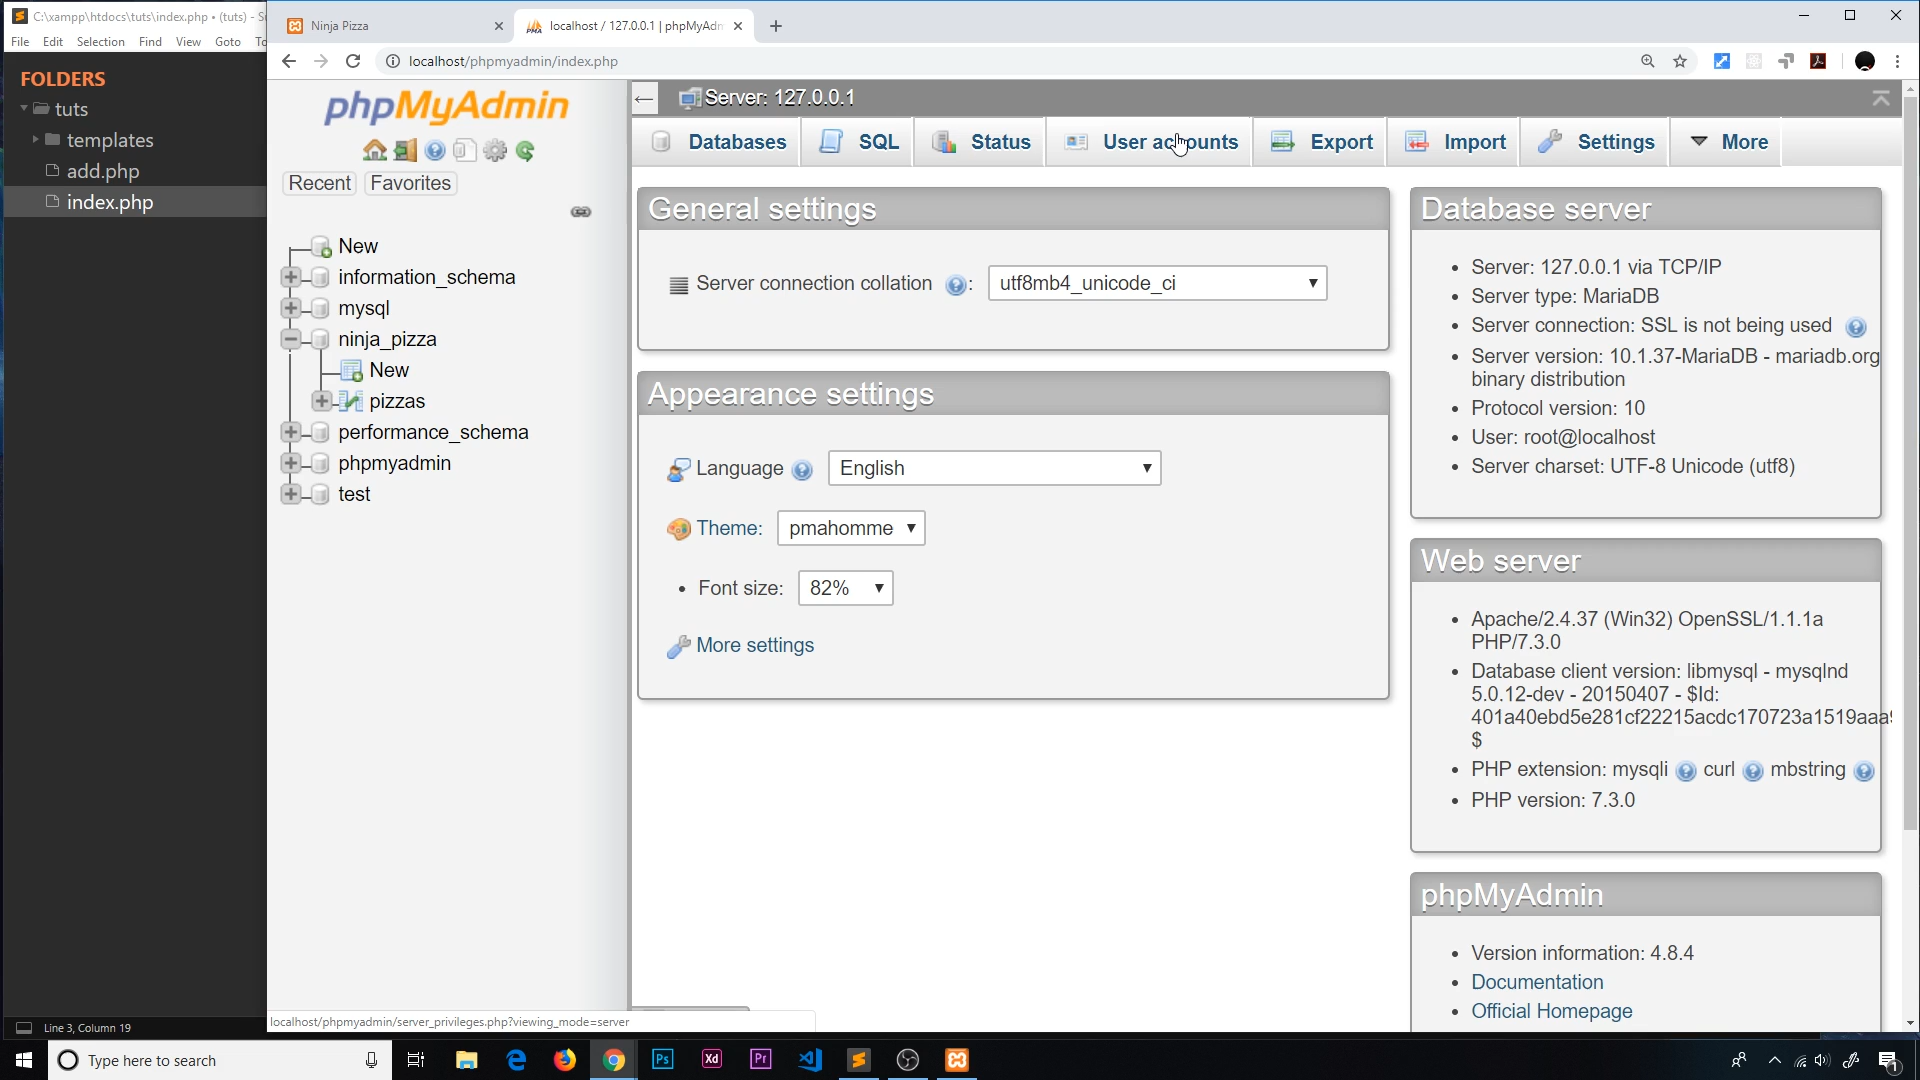 C:\xampp\htdocs\tuts\index.php • (tuts) - S
File Edit Selection Find View Goto To
FOLDERS
tuts
templates
add.php
index.php
Line 3, Column 19
Ninja Pizza
localhost / 127.0.0.1 | phpMyAdm
localhost/phpmyadmin/index.php
phpMyAdmin
Recent Favorites
New
information_schema
mysql
ninja_pizza
New
pizzas
performance_schema
phpmyadmin
test
Server: 127.0.0.1
Databases SQL Status User accounts Export Import Settings More
General settings
Server connection collation : utf8mb4_unicode_ci
Appearance settings
Language English
Theme: pmahomme
• Font size: 82%
More settings
Database server
• Server: 127.0.0.1 via TCP/IP
• Server type: MariaDB
• Server connection: SSL is not being used
• Server version: 10.1.37-MariaDB - mariadb.org
binary distribution
• Protocol version: 10
• User: root@localhost
• Server charset: UTF-8 Unicode (utf8)
Web server
• Apache/2.4.37 (Win32) OpenSSL/1.1.1a
PHP/7.3.0
• Database client version: libmysql - mysqlnd
5.0.12-dev - 20150407 - $Id:
401a40ebd5e281cf22215acdc170723a1519aaa9
$
• PHP extension: mysqli curl mbstring
• PHP version: 7.3.0
phpMyAdmin
• Version information: 4.8.4
• Documentation
• Official Homepage
localhost/phpmyadmin/server_privileges.php?viewing_mode=server
Type here to search
Ps
Xd
Pr
1